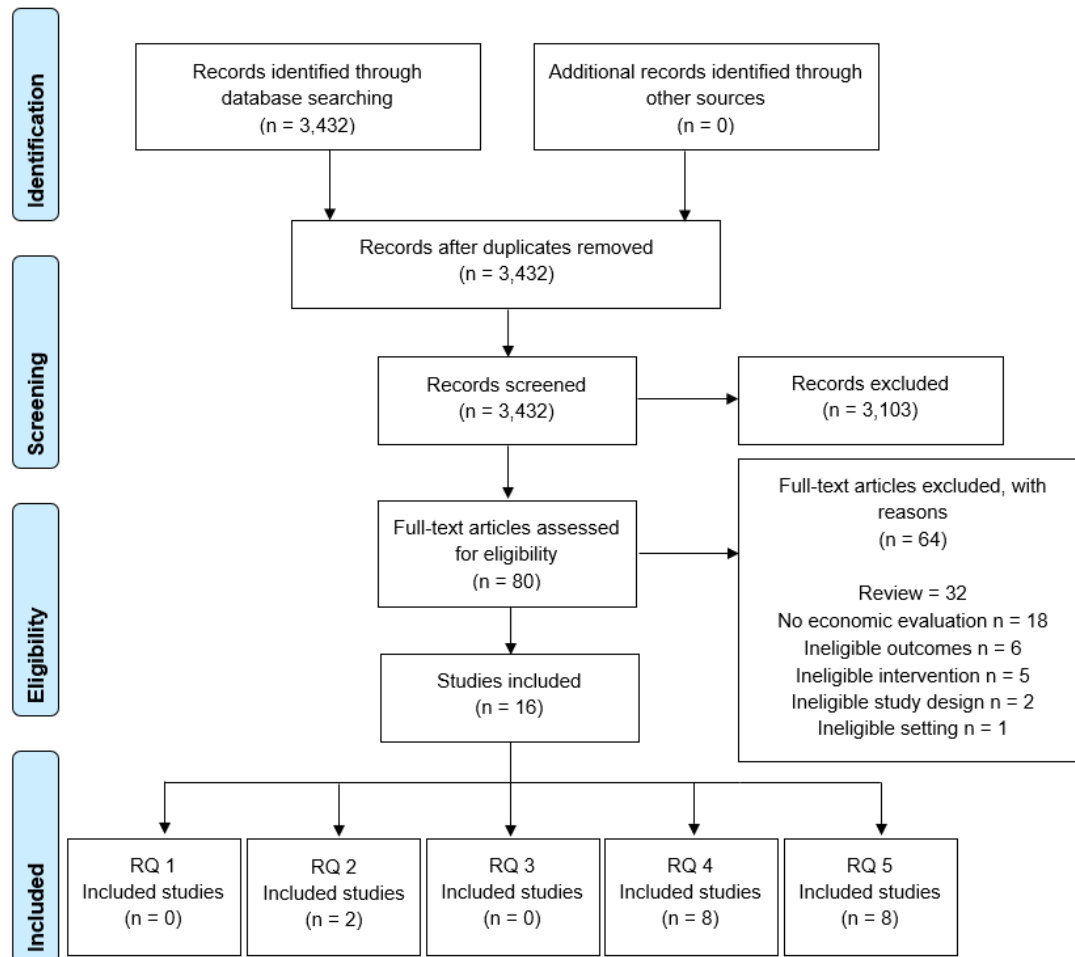 Identification
Records identified through
database searching
(n = 3,432)
Additional records identified through
other sources
(n = 0)
Records after duplicates removed
(n = 3,432)
Screening
Records screened
(n = 3,432)
Records excluded
(n = 3,103)
Eligibility
Full-text articles assessed
for eligibility
(n = 80)
Full-text articles excluded, with
reasons
(n = 64)
Review = 32
No economic evaluation n = 18
Ineligible outcomes n = 6
Ineligible intervention n = 5
Ineligible study design n = 2
Ineligible setting n = 1
Studies included
(n = 16)
Included
RQ 1
Included studies
(n = 0)
RQ 2
Included studies
(n = 2)
RQ 3
Included studies
(n = 0)
RQ 4
Included studies
(n = 8)
RQ 5
Included studies
(n = 8)